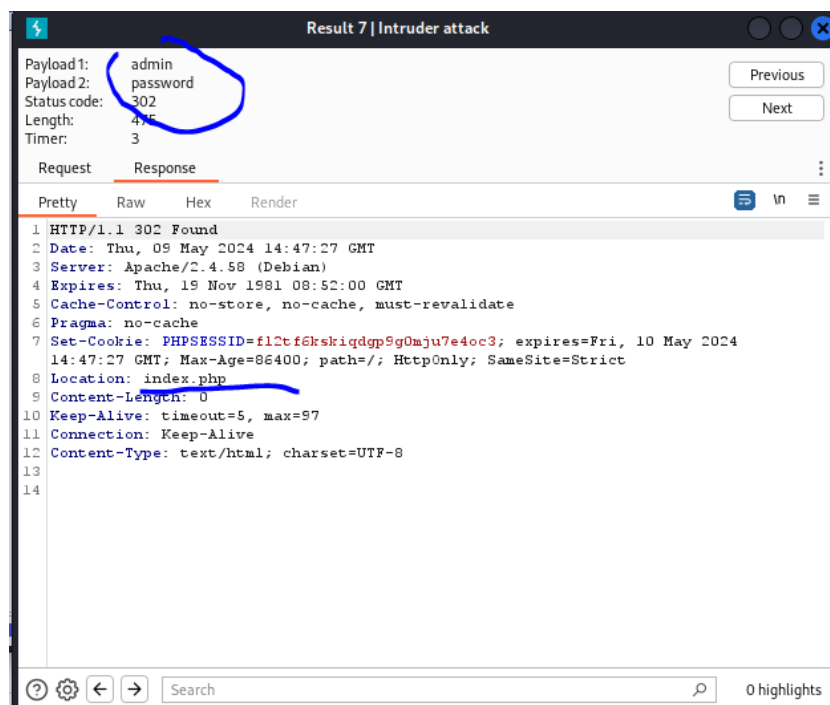 Result 7 | Intruder attack
Payload 1: admin
Payload 2: password
Status code: 302
Length: 475
Timer: 3
Previous
Next
Request Response
Pretty Raw Hex Render \n
1 HTTP/1.1 302 Found
2 Date: Thu, 09 May 2024 14:47:27 GMT
3 Server: Apache/2.4.58 (Debian)
4 Expires: Thu, 19 Nov 1981 08:52:00 GMT
5 Cache-Control: no-store, no-cache, must-revalidate
6 Pragma: no-cache
7 Set-Cookie: PHPSESSID=fl2tf6kskiqdgp9g0mju7e4oc3; expires=Fri, 10 May 2024
14:47:27 GMT; Max-Age=86400; path=/; HttpOnly; SameSite=Strict
8 Location: index.php
9 Content-Length: 0
10 Keep-Alive: timeout=5, max=97
11 Connection: Keep-Alive
12 Content-Type: text/html; charset=UTF-8
13
14
Search 0 highlights